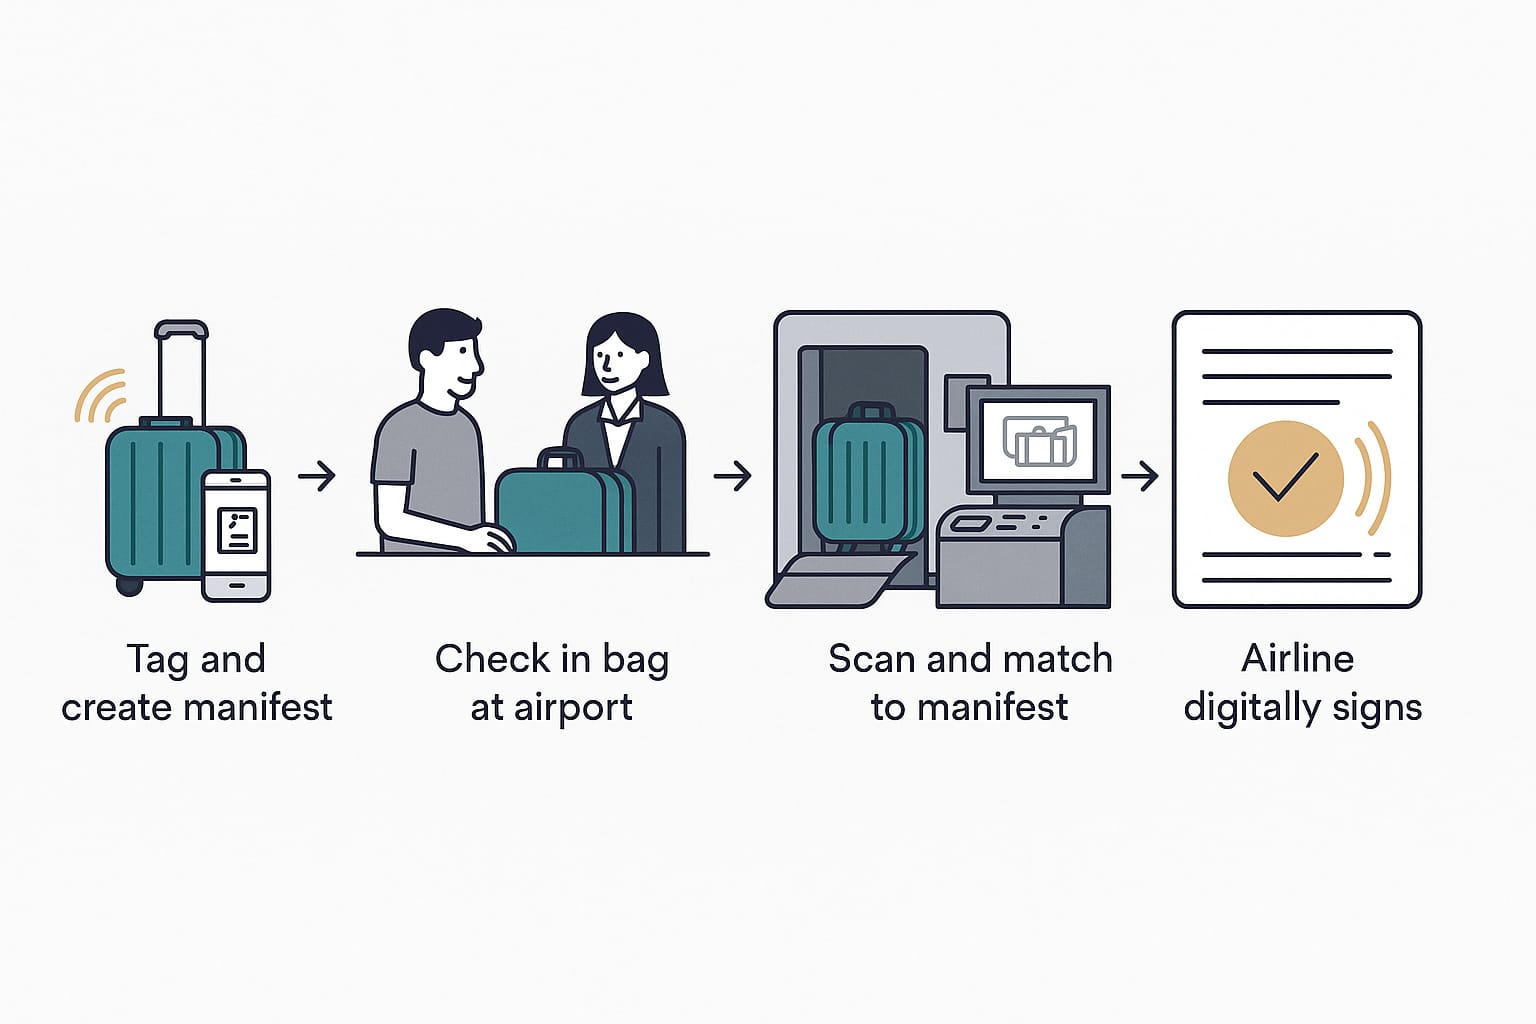 Tag and
create manifest
Check in bag
at airport
Scan and match
to manifest
Airline
digitally signs